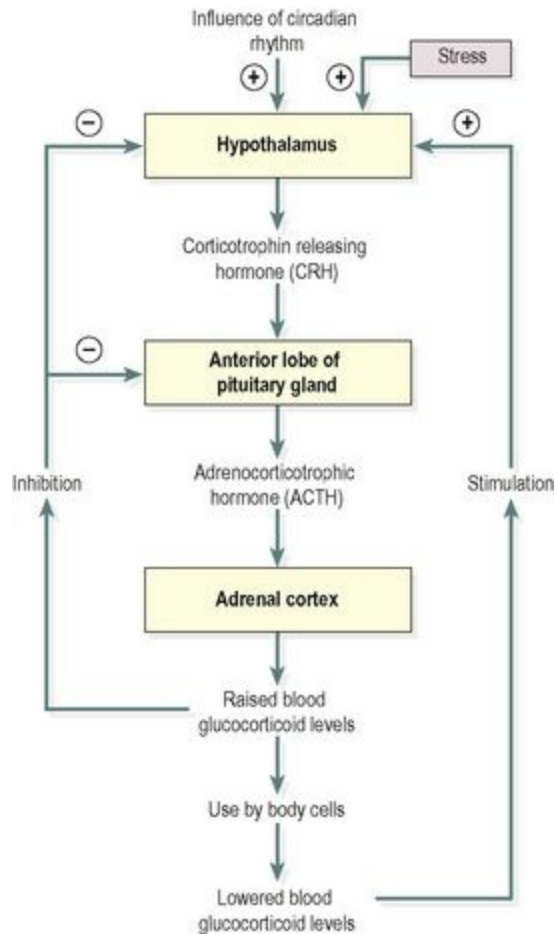 Influence of circadian
rhythm
Stress
+
+
−
+
Hypothalamus
Corticotrophin releasing
hormone (CRH)
−
Anterior lobe of
pituitary gland
Inhibition
Adrenocorticotrophic
hormone (ACTH)
Stimulation
Adrenal cortex
Raised blood
glucocorticoid levels
Use by body cells
Lowered blood
glucocorticoid levels